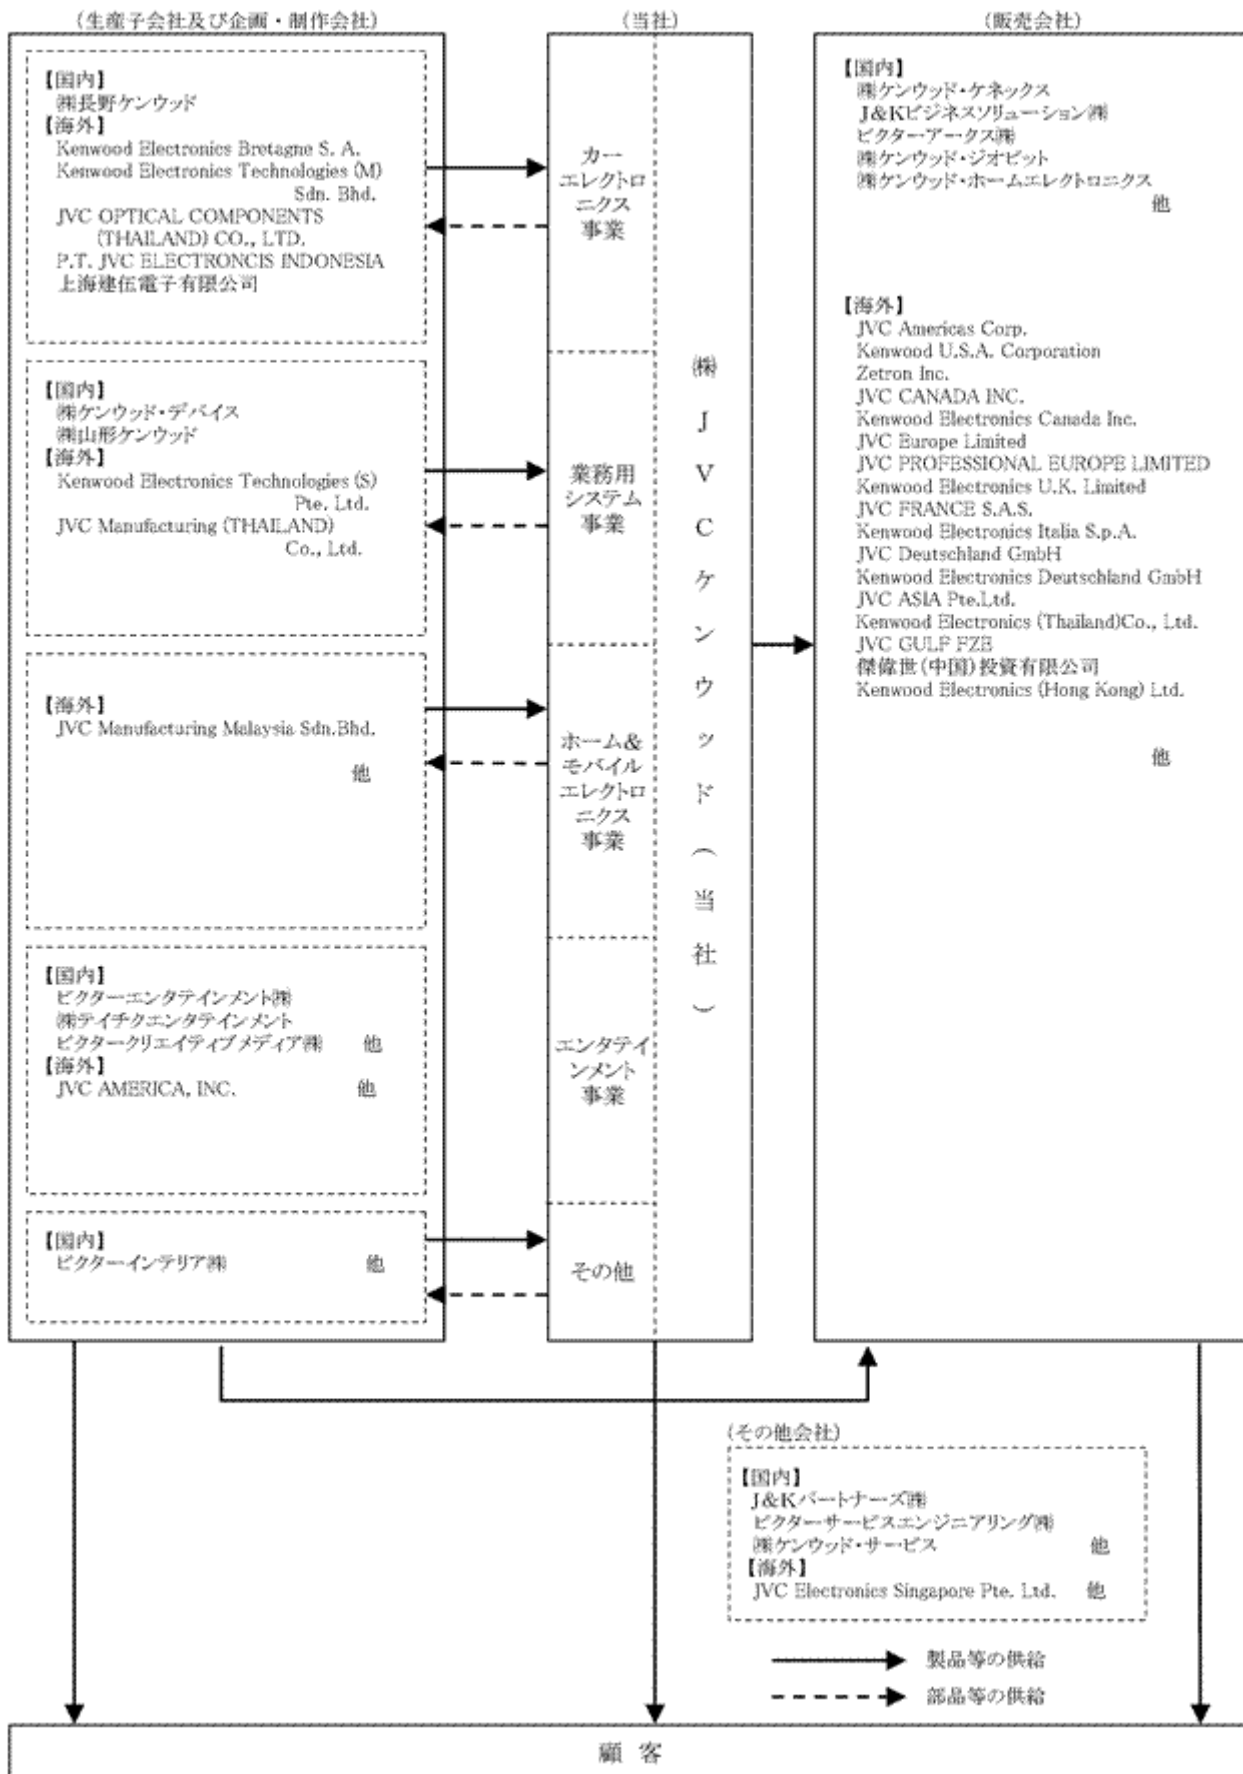 (生産子会社及び企画・制作会社)
(当社)
(販売会社)
【国内】
㈱長野ケンウッド
【海外】
Kenwood Electronics Bretagne S. A.
Kenwood Electronics Technologies (M)
Sdn. Bhd.
JVC OPTICAL COMPONENTS
(THAILAND) CO., LTD.
P.T. JVC ELECTRONCIS INDONESIA
上海建伍電子有限公司
【国内】
㈱ケンウッド・デバイス
㈱山形ケンウッド
【海外】
Kenwood Electronics Technologies (S)
Pte. Ltd.
JVC Manufacturing (THAILAND)
Co., Ltd.
【海外】
JVC Manufacturing Malaysia Sdn.Bhd.
他
【国内】
ビクターエンタテインメント㈱
㈱テイチクエンタテインメント
ビクタークリエイティブメディア㈱ 他
【海外】
JVC AMERICA, INC. 他
【国内】
ビクターインテリア㈱ 他
カー
エレクトロ
ニクス
事業
業務用
システム
事業
ホーム&
モバイル
エレクトロ
ニクス
事業
エンタテイ
ンメント
事業
その他
㈱JVCケンウッド(当社)
【国内】
㈱ケンウッド・ケネックス
J&Kビジネスソリューション㈱
ビクターアークス㈱
㈱ケンウッド・ジオビット
㈱ケンウッド・ホームエレクトロニクス
他
【海外】
JVC Americas Corp.
Kenwood U.S.A. Corporation
Zetron Inc.
JVC CANADA INC.
Kenwood Electronics Canada Inc.
JVC Europe Limited
JVC PROFESSIONAL EUROPE LIMITED
Kenwood Electronics U.K. Limited
JVC FRANCE S.A.S.
Kenwood Electronics Italia S.p.A.
JVC Deutschland GmbH
Kenwood Electronics Deutschland GmbH
JVC ASIA Pte.Ltd.
Kenwood Electronics (Thailand)Co., Ltd.
JVC GULF FZE
傑偉世(中国)投資有限公司
Kenwood Electronics (Hong Kong) Ltd.
他
(その他会社)
【国内】
J&Kパートナーズ㈱
ビクターサービスエンジニアリング㈱
㈱ケンウッド・サービス 他
【海外】
JVC Electronics Singapore Pte. Ltd. 他
製品等の供給
部品等の供給
顧客